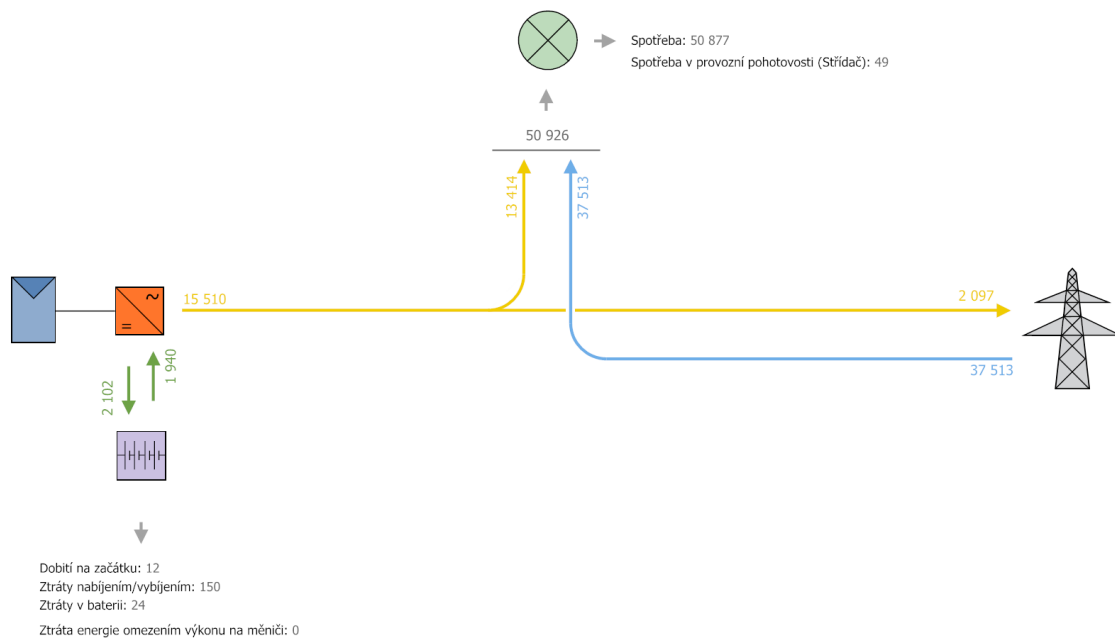 Spotřeba: 50 877
Spotřeba v provozní pohotovosti (Střídač): 49
50 926
13 414
37 513
15 510
2 097
37 513
2 102
1 940
Dobití na začátku: 12
Ztráty nabíjením/vybíjením: 150
Ztráty v baterii: 24
Ztráta energie omezením výkonu na měniči: 0